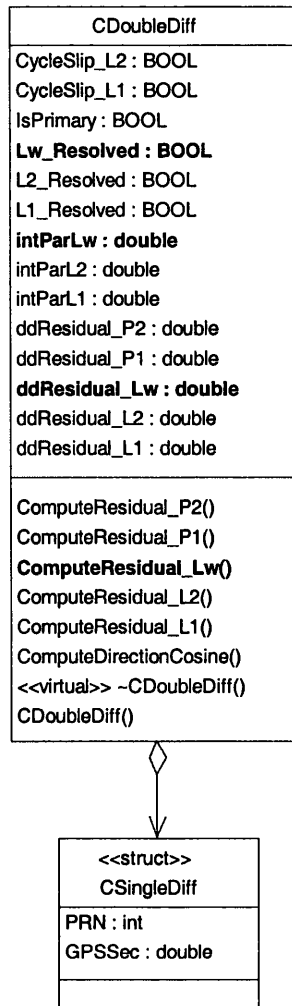 CDoubleDiff
CycleSlip_L2 : BOOL
CycleSlip_L1 : BOOL
IsPrimary : BOOL
Lw_Resolved : BOOL
L2_Resolved : BOOL
L1_Resolved : BOOL
intParLw : double
intParL2 : double
intParL1 : double
ddResidual_P2 : double
ddResidual_P1 : double
ddResidual_Lw : double
ddResidual_L2 : double
ddResidual_L1 : double
ComputeResidual_P2()
ComputeResidual_P1()
ComputeResidual_Lw()
ComputeResidual_L2()
ComputeResidual_L1()
ComputeDirectionCosine()
<<virtual>> ~CDoubleDiff()
CDoubleDiff()
<<struct>>
CSingleDiff
PRN : int
GPSSec : double